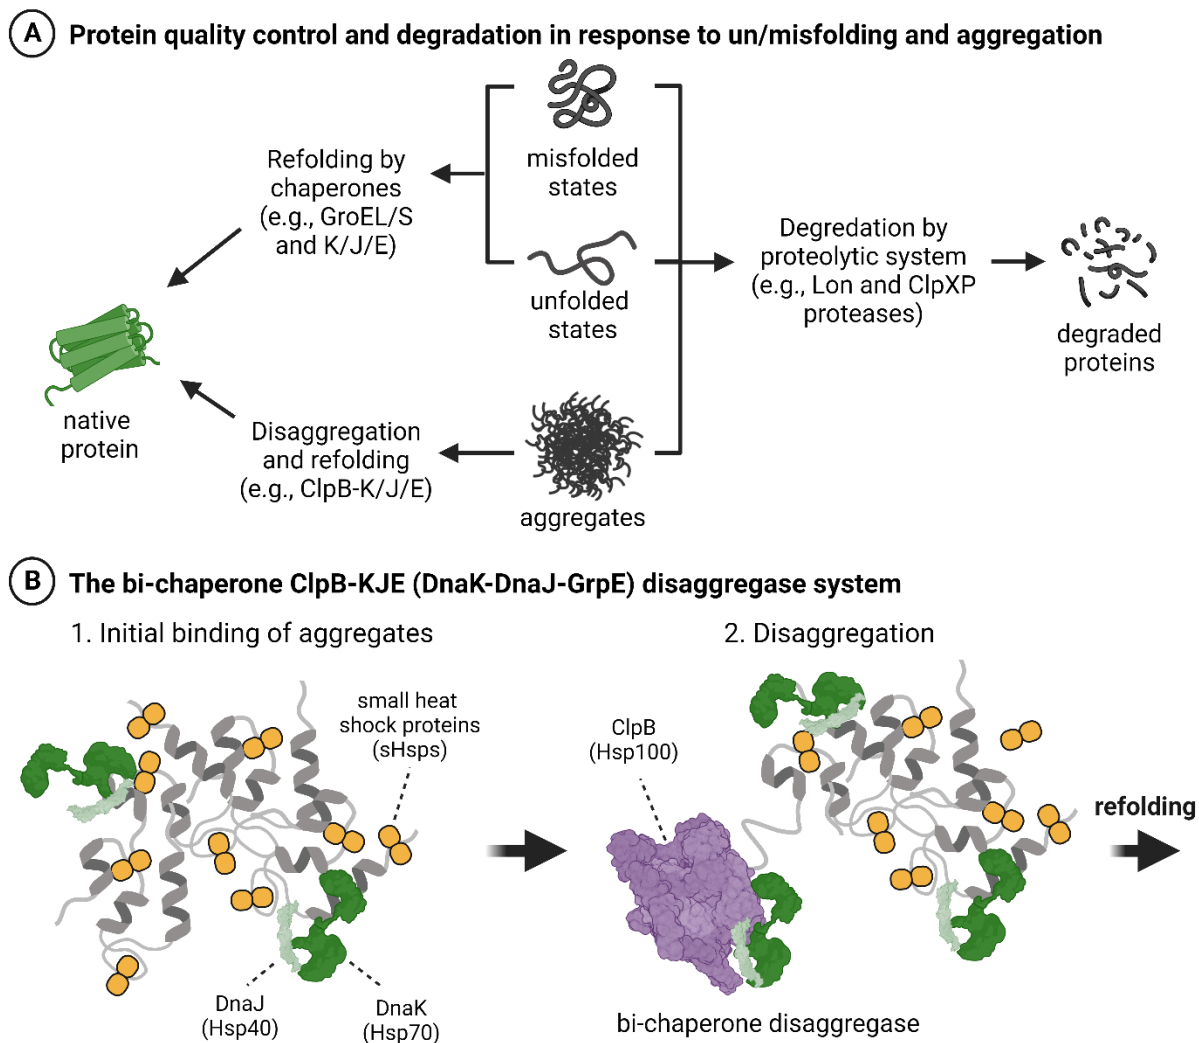 A Protein quality control and degradation in response to un/misfolding and aggregation
misfolded
states
Refolding by
chaperones
(e.g., GroEL/S
and K/J/E)
unfolded
states
Degredation by
proteolytic system
(e.g., Lon and ClpXP
proteases)
degraded
proteins
native
protein
Disaggregation
and refolding
(e.g., ClpB-K/J/E)
aggregates
B The bi-chaperone ClpB-KJE (DnaK-DnaJ-GrpE) disaggregase system
1. Initial binding of aggregates
small heat
shock proteins
(sHsps)
DnaJ
(Hsp40)
DnaK
(Hsp70)
2. Disaggregation
ClpB
(Hsp100)
refolding
bi-chaperone disaggregase